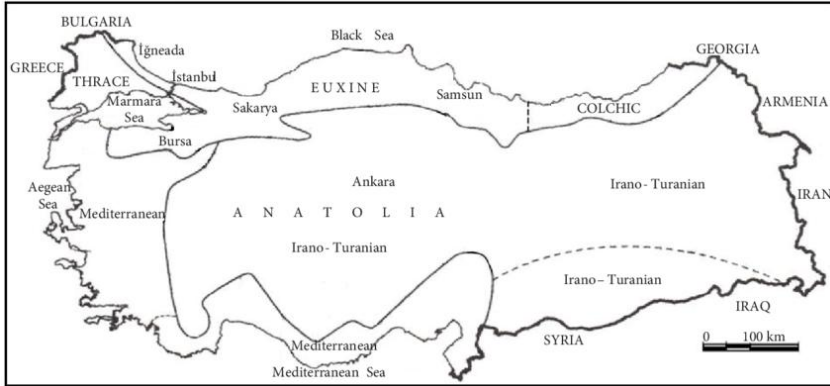 BULGARIA
Black Sea
İğneada
GEORGIA
GREECE
THRACE
İstanbul
EUXINE
Marmara
Sea
Sakarya
Samsun
COLCHIC
ARMENIA
Bursa
Ankara
Irano-Turanian
IRAN
Aegean
Sea
Mediterranean
ANATOLIA
Irano-Turanian
Irano-Turanian
IRAQ
SYRIA
0 100 km
Mediterranean
Mediterranean Sea